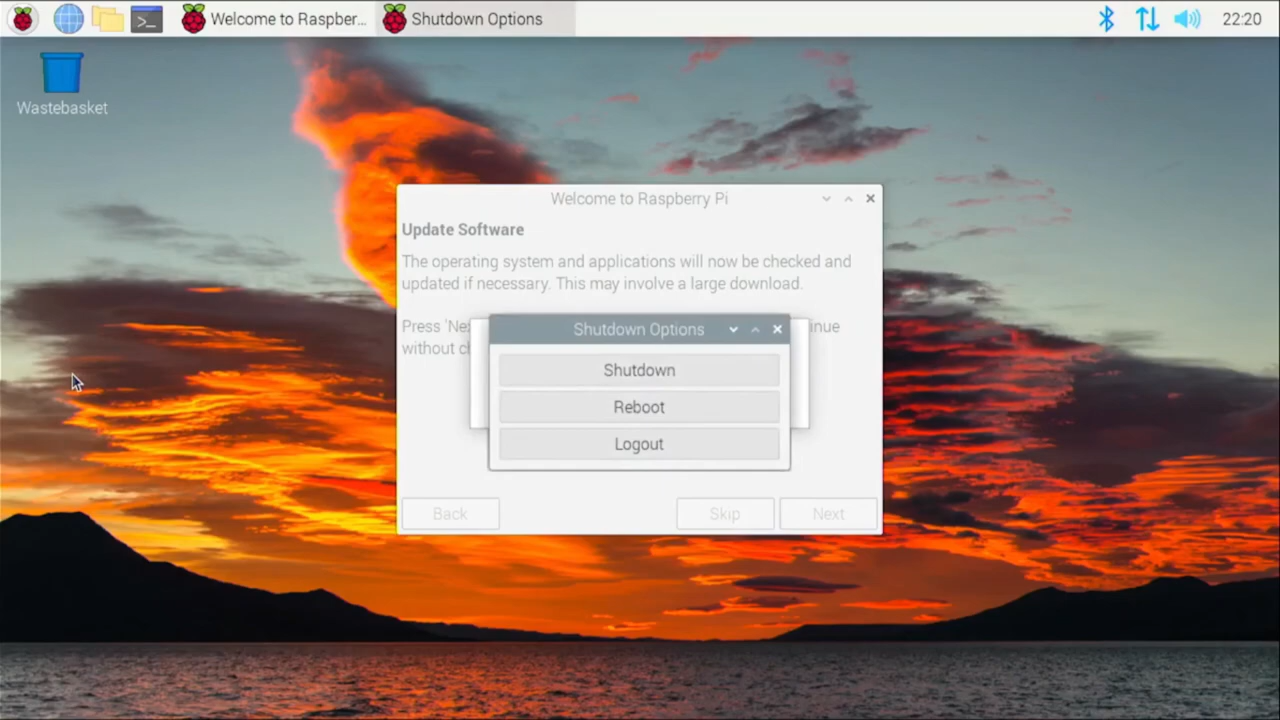 Welcome to Raspber...
Shutdown Options
22:20
Wastebasket
Welcome to Raspberry Pi
Update Software
The operating system and applications will now be checked and
updated if necessary. This may involve a large download.
Press 'Ne
inue
without c
Shutdown Options
Shutdown
Reboot
Logout
Back
Skip
Next